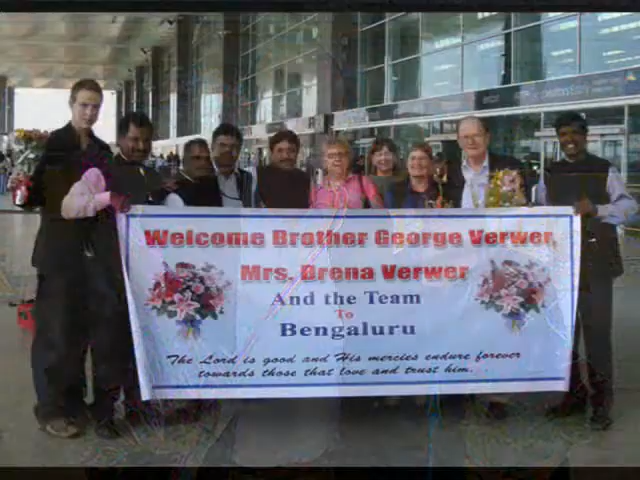 Welcome Brother George Verwer,
Mrs. Drena Verwer
And the Team
To
Bengaluru
The Lord is good and His mercies endure forever
towards those that love and trust him.